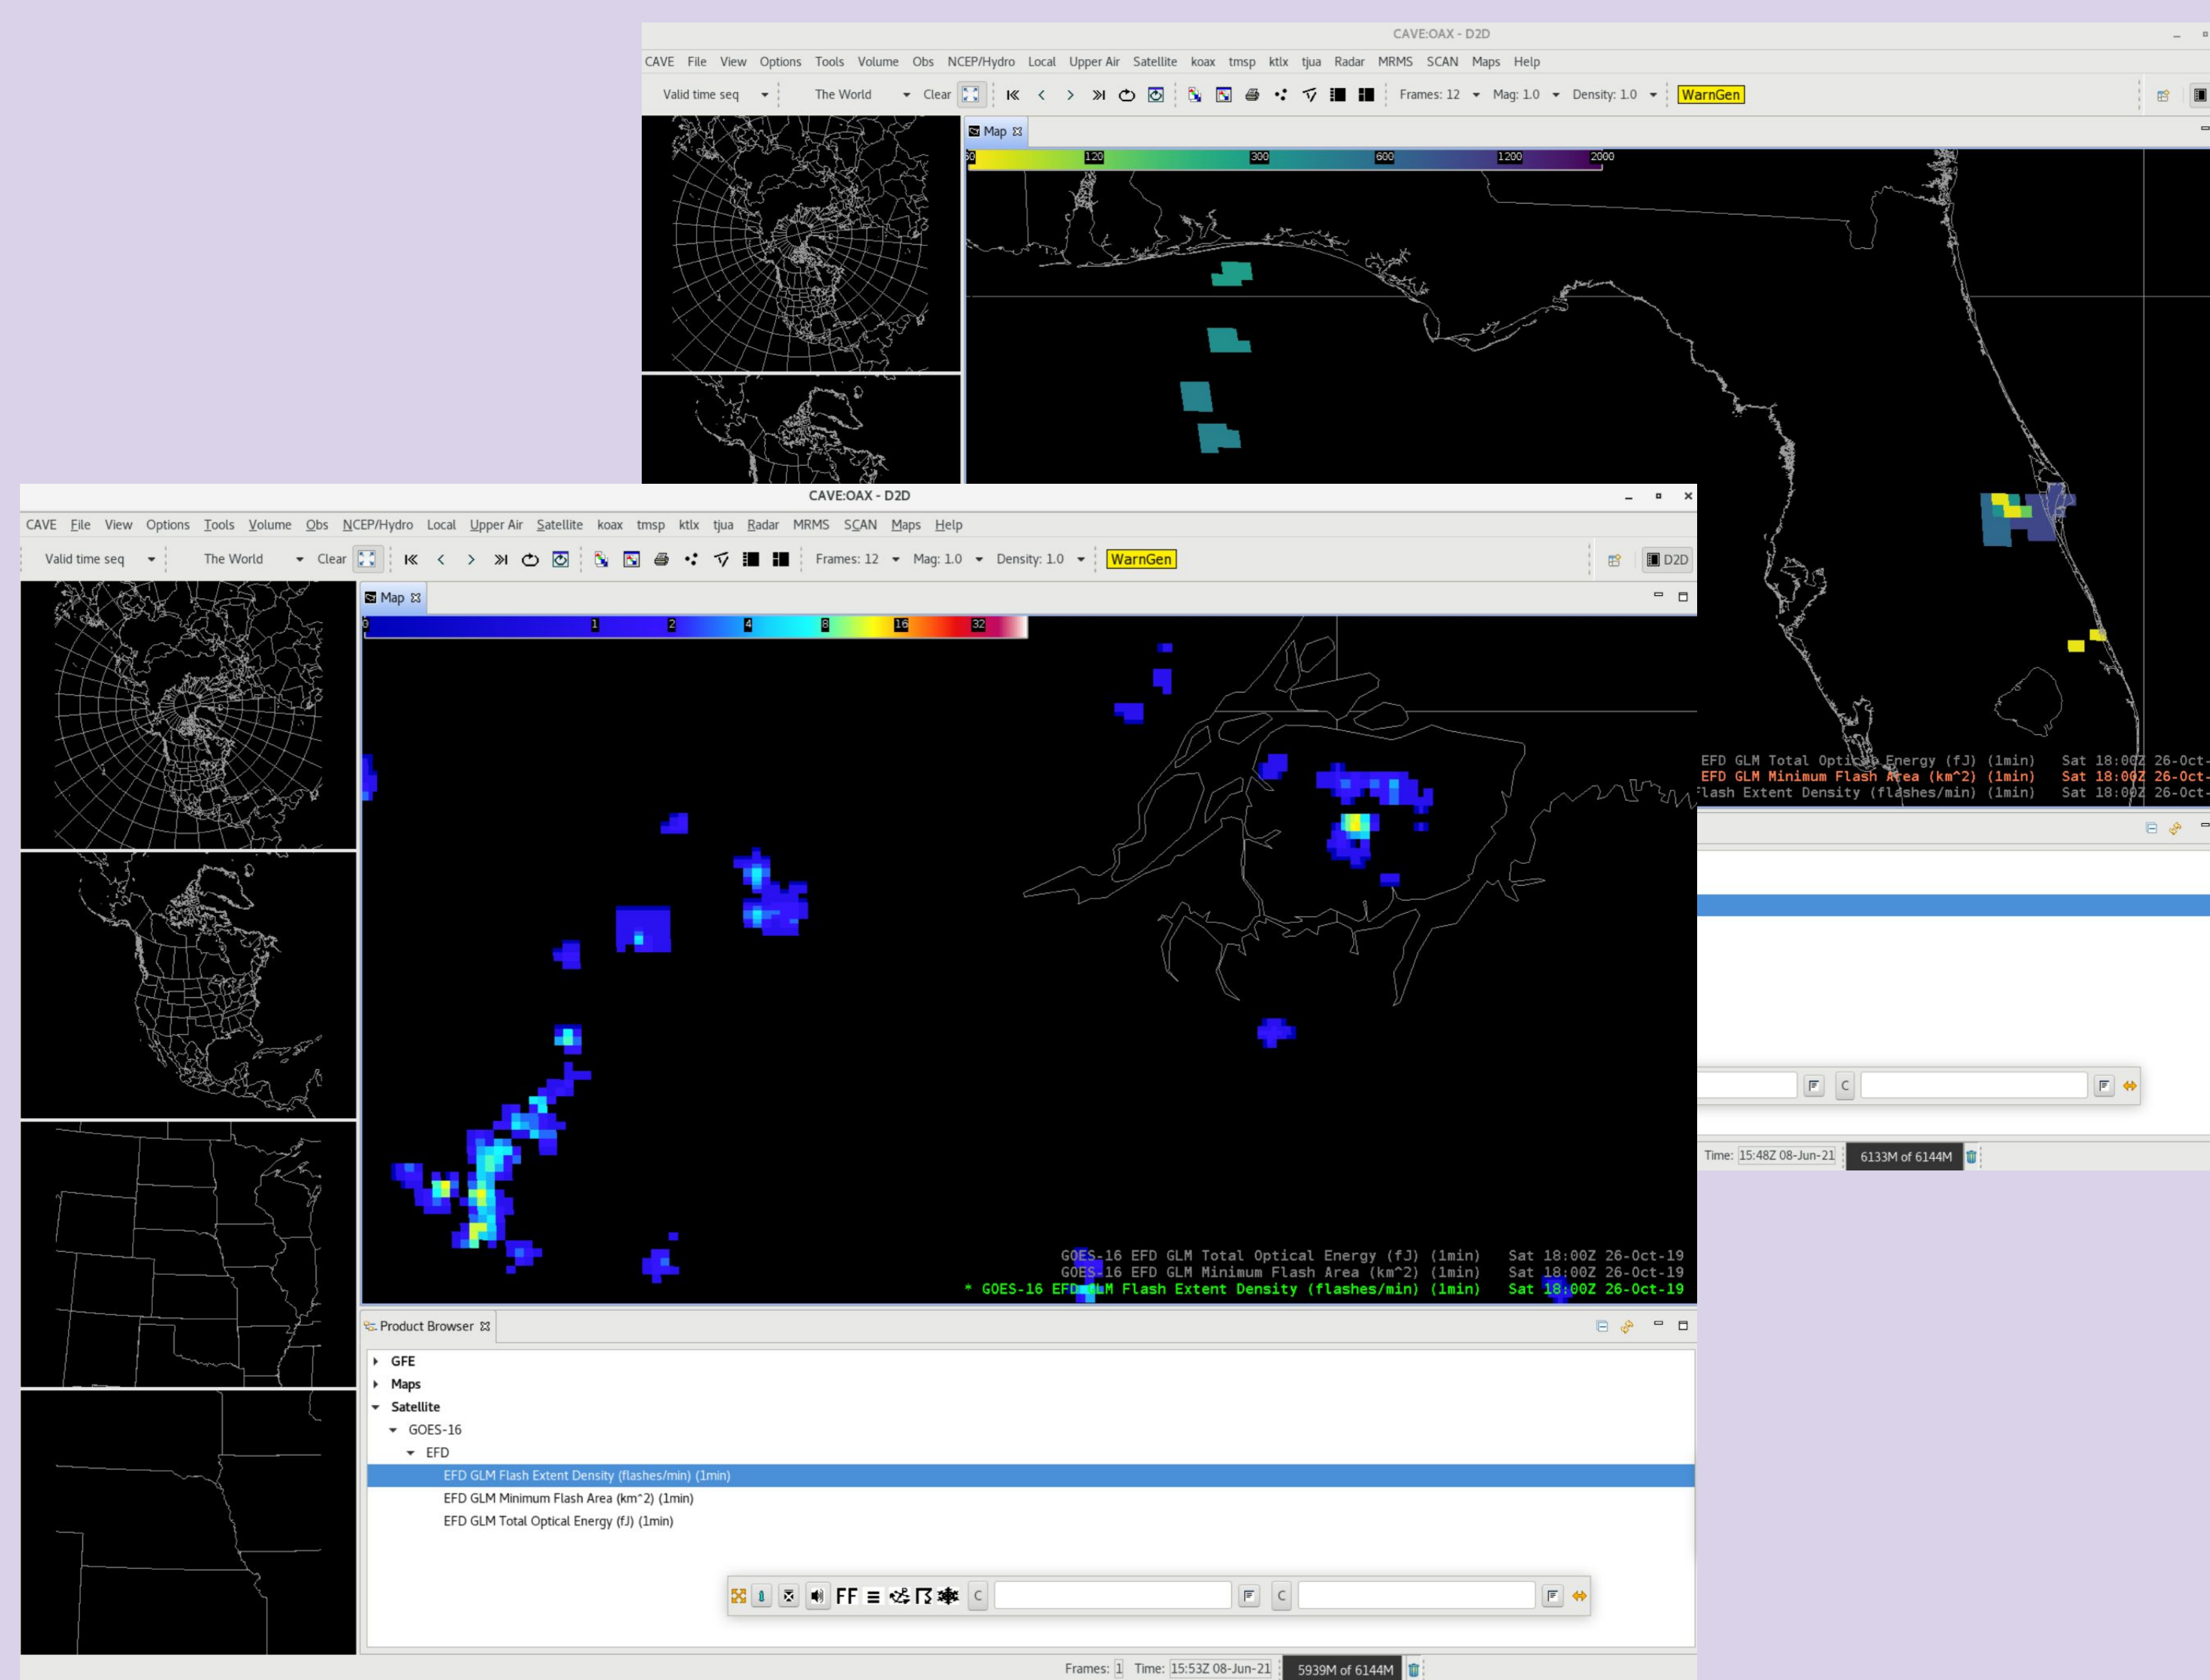 CAVE:OAX - D2D
CAVE File View Options Tools Volume Obs NCEP/Hydro Local Upper Air Satellite koax tmsp ktlx tjua Radar MRMS SCAN Maps Help
Valid time seq The World Clear Frames: 12 Mag: 1.0 Density: 1.0 WarnGen
Map
120 300 600 1200 2000
EFD GLM Total Optical Energy (fJ) (1min) Sat 18:00Z 26-Oct-
EFD GLM Minimum Flash Area (km^2) (1min) Sat 18:00Z 26-Oct-
Flash Extent Density (flashes/min) (1min) Sat 18:00Z 26-Oct-
C
Time: 15:48Z 08-Jun-21 6133M of 6144M
CAVE:OAX - D2D
CAVE File View Options Tools Volume Obs NCEP/Hydro Local Upper Air Satellite koax tmsp ktlx tjua Radar MRMS SCAN Maps Help
Valid time seq The World Clear Frames: 12 Mag: 1.0 Density: 1.0 WarnGen D2D
Map
0 1 2 4 8 16 32
GOES-16 EFD GLM Total Optical Energy (fJ) (1min) Sat 18:00Z 26-Oct-19
GOES-16 EFD GLM Minimum Flash Area (km^2) (1min) Sat 18:00Z 26-Oct-19
* GOES-16 EFD GLM Flash Extent Density (flashes/min) (1min) Sat 18:00Z 26-Oct-19
Product Browser
GFE
Maps
Satellite
GOES-16
EFD
EFD GLM Flash Extent Density (flashes/min) (1min)
EFD GLM Minimum Flash Area (km^2) (1min)
EFD GLM Total Optical Energy (fJ) (1min)
FF C C
Frames: 1 Time: 15:53Z 08-Jun-21 5939M of 6144M